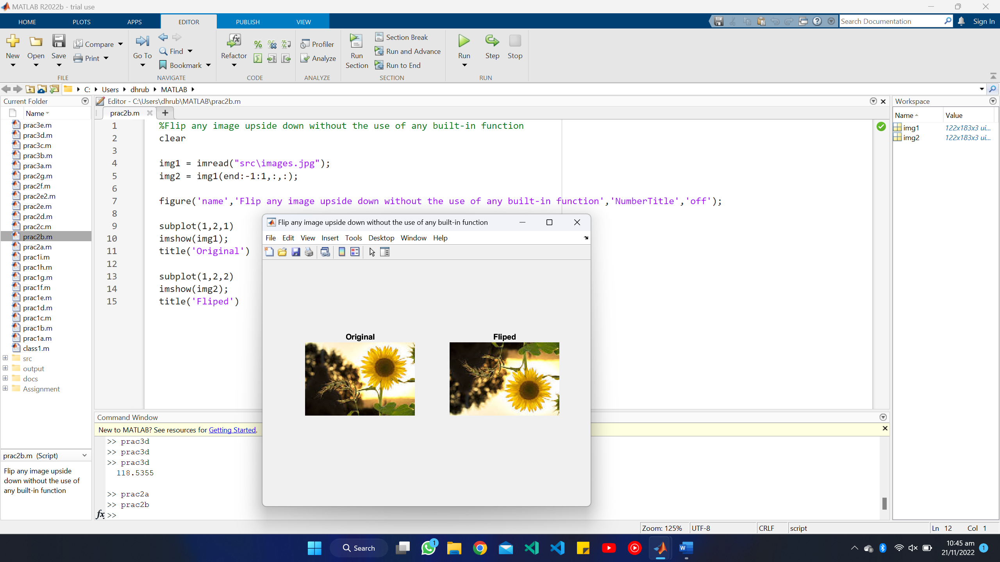 MATLAB R2022b - trial use
HOME PLOTS APPS EDITOR PUBLISH VIEW
Search Documentation
Sign In
New
Open
Save
Compare
Print
FILE
Go To
Find
Bookmark
NAVIGATE
Refactor
CODE
Profiler
Analyze
ANALYZE
Run
Section
Section Break
Run and Advance
Run to End
SECTION
Run
Step
Stop
RUN
C: Users dhrub MATLAB
Current Folder
Name
prac3e.m
prac3d.m
prac3c.m
prac3b.m
prac3a.m
prac2g.m
prac2f.m
prac2e2.m
prac2e.m
prac2d.m
prac2c.m
prac2b.m
prac2a.m
prac1i.m
prac1h.m
prac1g.m
prac1f.m
prac1e.m
prac1d.m
prac1c.m
prac1b.m
prac1a.m
class1.m
src
output
docs
Assignment
prac2b.m (Script)
Flip any image upside
down without the use of
any built-in function
Editor - C:\Users\dhrub\MATLAB\prac2b.m
prac2b.m
1 %Flip any image upside down without the use of any built-in function
2 clear
3
4 img1 = imread("src\images.jpg");
5 img2 = img1(end:-1:1,:,:);
6
7 figure('name','Flip any image upside down without the use of any built-in function','NumberTitle','off');
8
9 subplot(1,2,1)
10 imshow(img1);
11 title('Original')
12
13 subplot(1,2,2)
14 imshow(img2);
15 title('Fliped')
Flip any image upside down without the use of any built-in function
File Edit View Insert Tools Desktop Window Help
Original
Fliped
Command Window
New to MATLAB? See resources for Getting Started.
>> prac3d
>> prac3d
>> prac3d
118.5355
>> prac2a
>> prac2b
fx >>
Workspace
Name Value
img1 122x183x3 ui...
img2 122x183x3 ui...
Zoom: 125% UTF-8 CRLF script Ln 12 Col 1
Search
1
10:45 am
21/11/2022
1